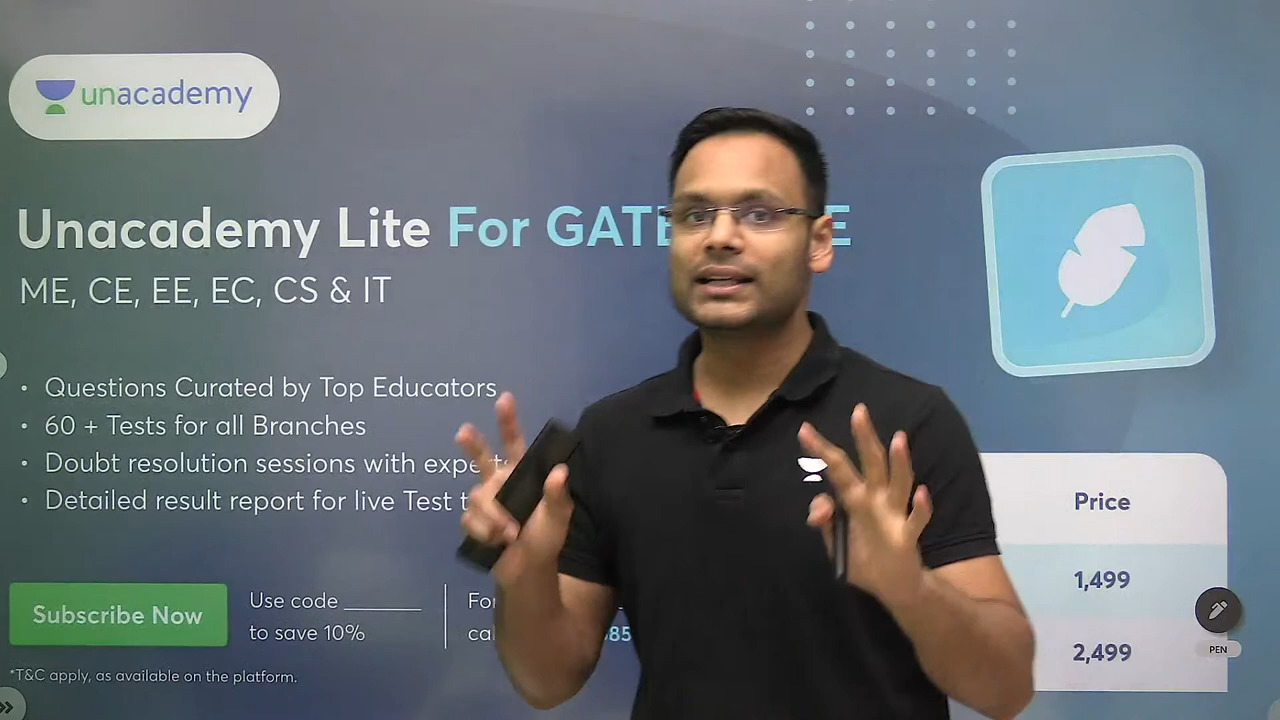 unacademy
Unacademy Lite For GATE
ME, CE, EE, EC, CS & IT
• Questions Curated by Top Educators
• 60 + Tests for all Branches
• Doubt resolution sessions with experts
• Detailed result report for live Test
Subscribe Now
Use code ________
to save 10%
For
*T&C apply, as available on the platform.
Price
1,499
2,499
PEN